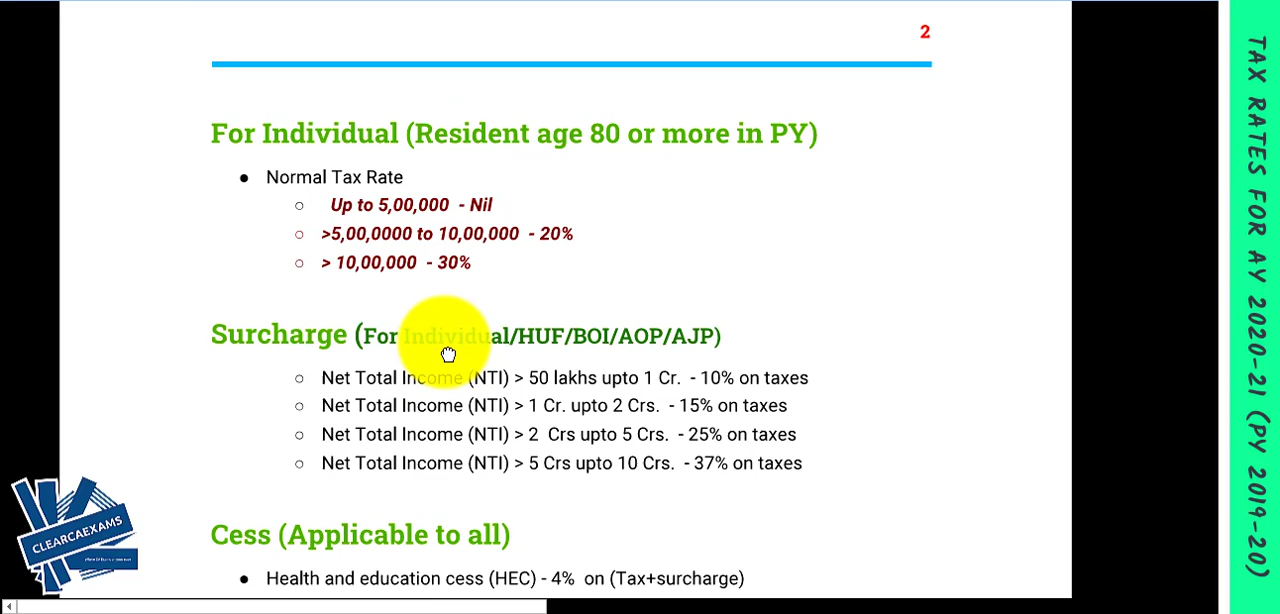 2
For Individual (Resident age 80 or more in PY)
● Normal Tax Rate
○ Up to 5,00,000 - Nil
○ >5,00,0000 to 10,00,000 - 20%
○ > 10,00,000 - 30%
Surcharge (For Individual/HUF/BOI/AOP/AJP)
○ Net Total Income (NTI) > 50 lakhs upto 1 Cr. - 10% on taxes
○ Net Total Income (NTI) > 1 Cr. upto 2 Crs. - 15% on taxes
○ Net Total Income (NTI) > 2 Crs upto 5 Crs. - 25% on taxes
○ Net Total Income (NTI) > 5 Crs upto 10 Crs. - 37% on taxes
Cess (Applicable to all)
● Health and education cess (HEC) - 4% on (Tax+surcharge)
TAX RATES FOR AY 2020-21 (PY 2019-20)
CLEARCAEXAMS